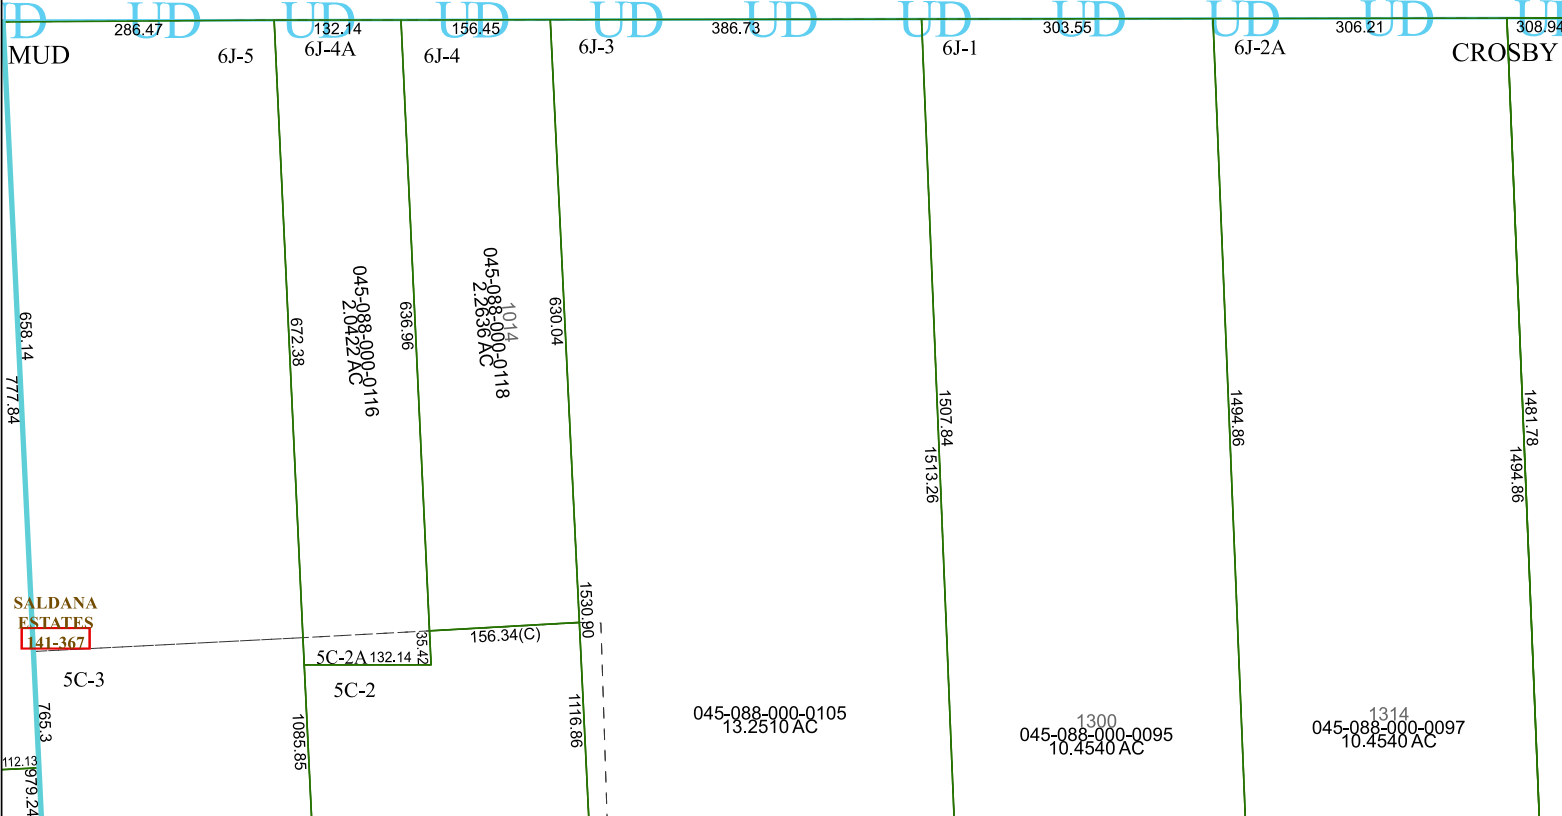 UD UD UD UD UD UD UD UD UD UD UD
286.47 132.14 156.45 386.73 303.55 306.21 308.94
MUD 6J-5 6J-4A 6J-4 6J-3 6J-1 6J-2A CROSBY
658.14
777.84
672.38
045-088-000-0116
2.0422 AC
636.96
1014
045-088-000-0118
2.2636 AC
630.04
1507.84
1513.26
1494.86
1481.78
1494.86
SALDANA
ESTATES
141-367
5C-3
765.3
112.13
979.24
5C-2A 132.14
35.42
5C-2
156.34(C)
1530.90
1085.85
1116.86
045-088-000-0105
13.2510 AC
1300
045-088-000-0095
10.4540 AC
1314
045-088-000-0097
10.4540 AC